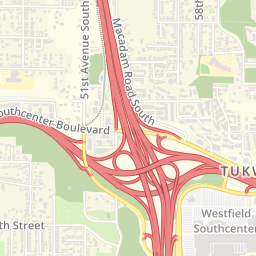 51st Avenue South
Macadam Road South
58th
Southcenter Boulevard
TUKW
th Street
Westfield
Southcenter